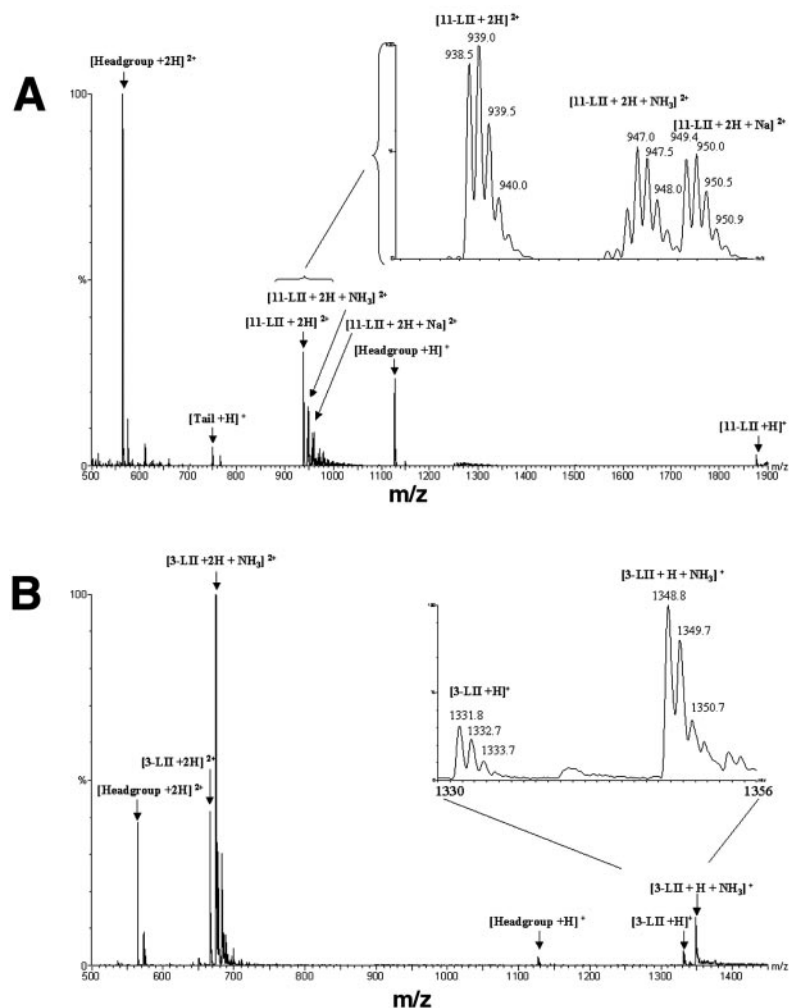 [11-LII + 2H] 2+
[Headgroup +2H] 2+
A
100
%
939.0
938.5
939.5
940.0
100
[11-LII + 2H + NH3] 2+
[11-LII + 2H + Na] 2+
947.0
947.5
948.0
949.4
950.0
950.5
950.9
[11-LII + 2H + NH3] 2+
[11-LII + 2H] 2+
[11-LII + 2H + Na] 2+
[Headgroup +H] +
[Tail +H] +
[11-LII +H] +
500 600 700 800 900 1000 1100 1200 1300 1400 1500 1600 1700 1800 1900
m/z
m/z
B
[3-LII +2H + NH3] 2+
100
%
[3-LII +2H] 2+
[Headgroup +2H] 2+
[3-LII + H + NH3] +
1348.8
1349.7
1350.7
[3-LII +H] +
1331.8
1332.7
1333.7
1330 1356
[3-LII + H + NH3] +
[Headgroup +H] +
[3-LII +H] +
500 600 700 800 900 1000 1100 1200 1300 1400
m/z
m/z